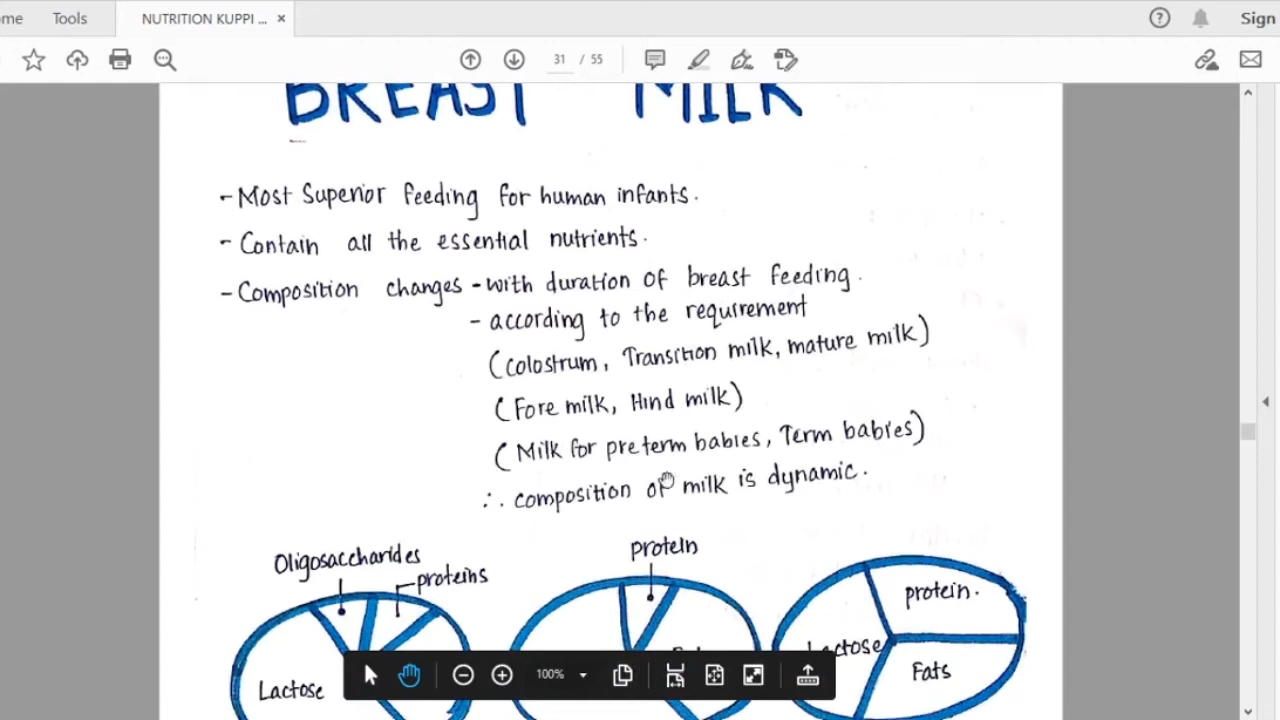 ome Tools NUTRITION KUPPI ... × Sign
31 / 55
BREAST MILK
- Most Superior feeding for human infants.
- Contain all the essential nutrients.
- Composition changes - with duration of breast feeding.
- according to the requirement
(colostrum, Transition milk, mature milk)
(Fore milk, Hind milk)
(Milk for preterm babies, Term babies)
∴ composition of milk is dynamic.
Oligosaccharides
proteins
protein
protein.
Lactose
Fats
Lactose
100%